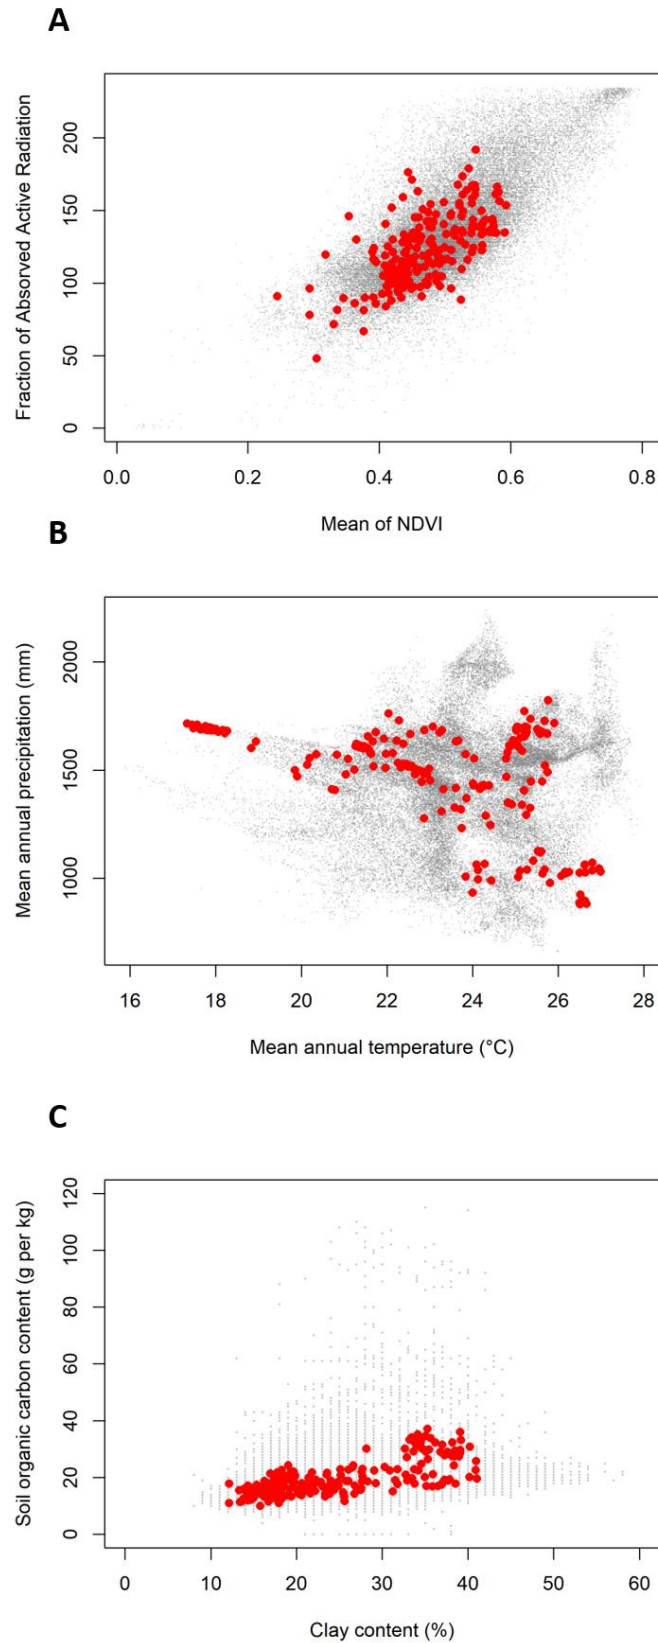 A
200
150
100
50
0
Fraction of Absorved Active Radiation
0.0 0.2 0.4 0.6 0.8
Mean of NDVI
B
2000
1500
1000
Mean annual precipitation (mm)
16 18 20 22 24 26 28
Mean annual temperature (°C)
C
120
100
80
60
40
20
0
Soil organic carbon content (g per kg)
0 10 20 30 40 50 60
Clay content (%)